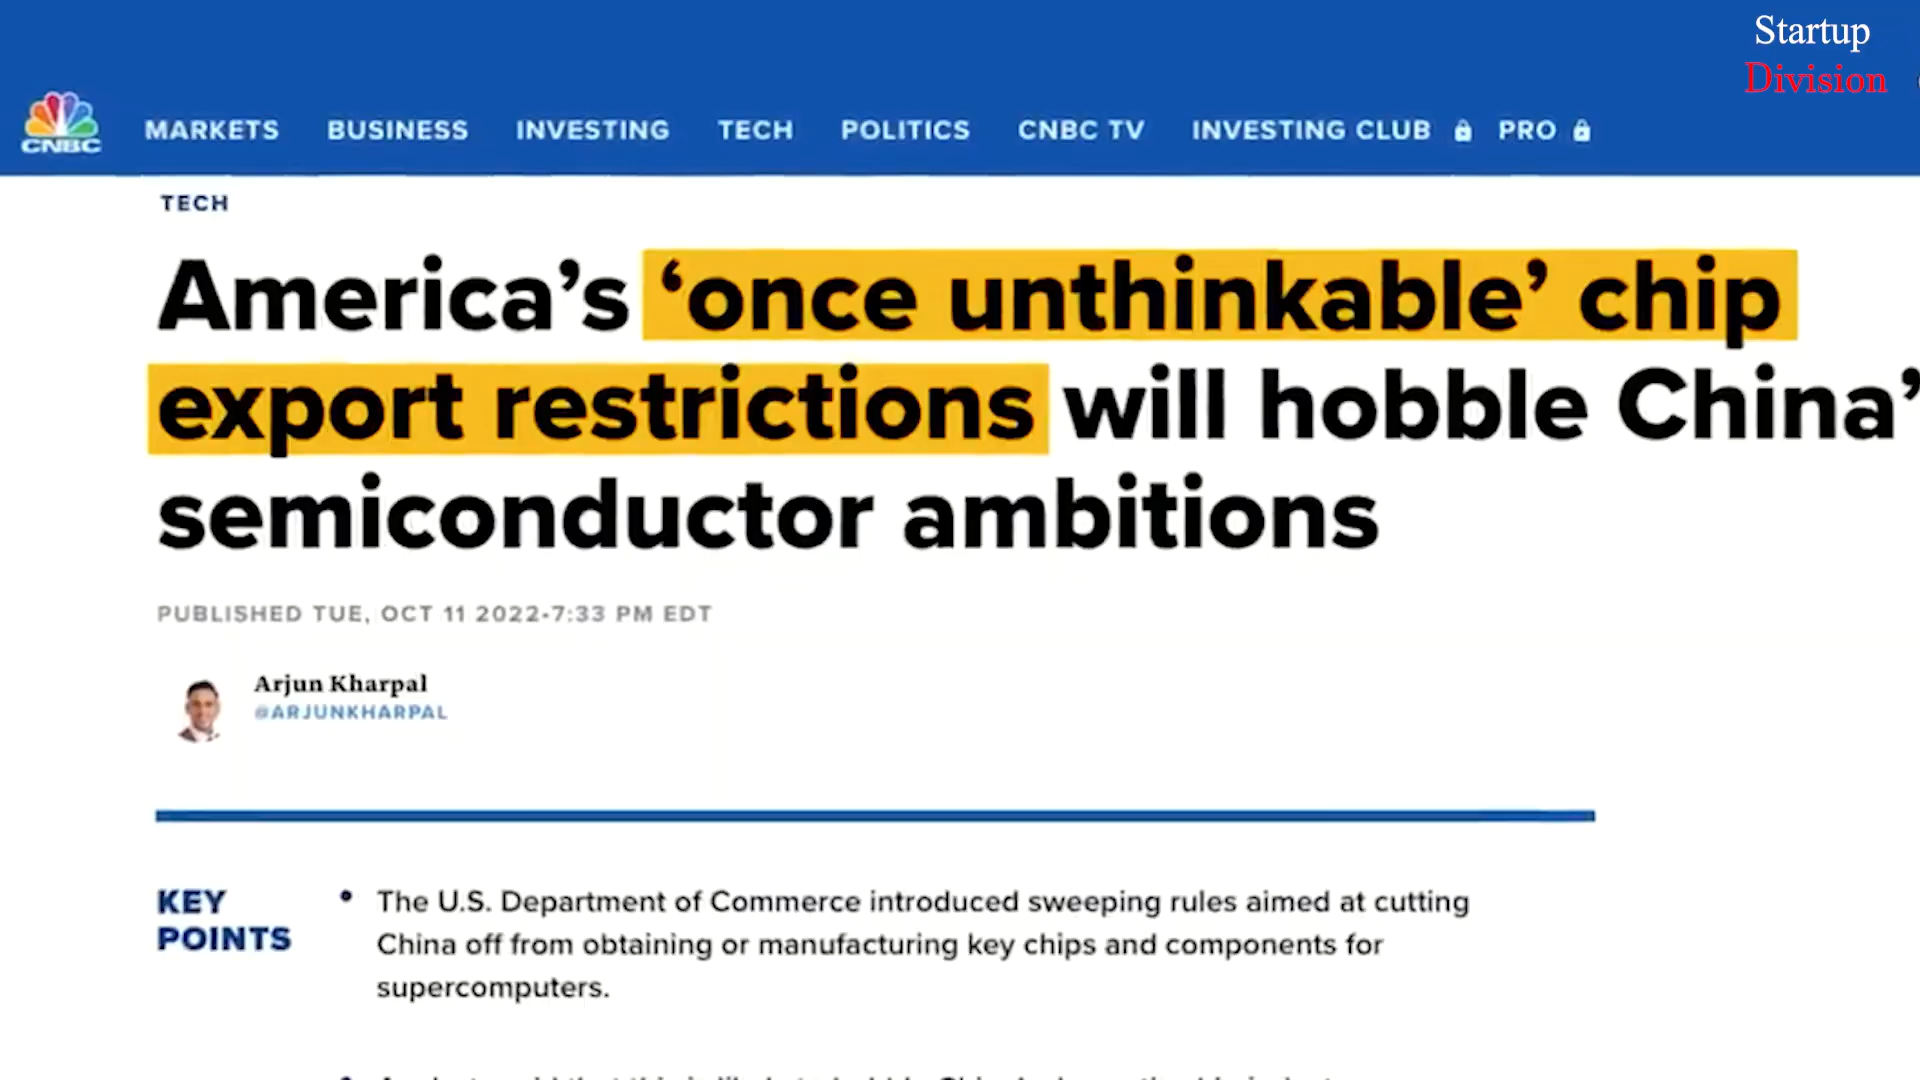 Startup
Division
CNBC
MARKETS BUSINESS INVESTING TECH POLITICS CNBC TV INVESTING CLUB PRO
TECH
America’s ‘once unthinkable’ chip
export restrictions will hobble China’
semiconductor ambitions
PUBLISHED TUE, OCT 11 2022-7:33 PM EDT
Arjun Kharpal
@ARJUNKHARPAL
KEY
POINTS
• The U.S. Department of Commerce introduced sweeping rules aimed at cutting
China off from obtaining or manufacturing key chips and components for
supercomputers.